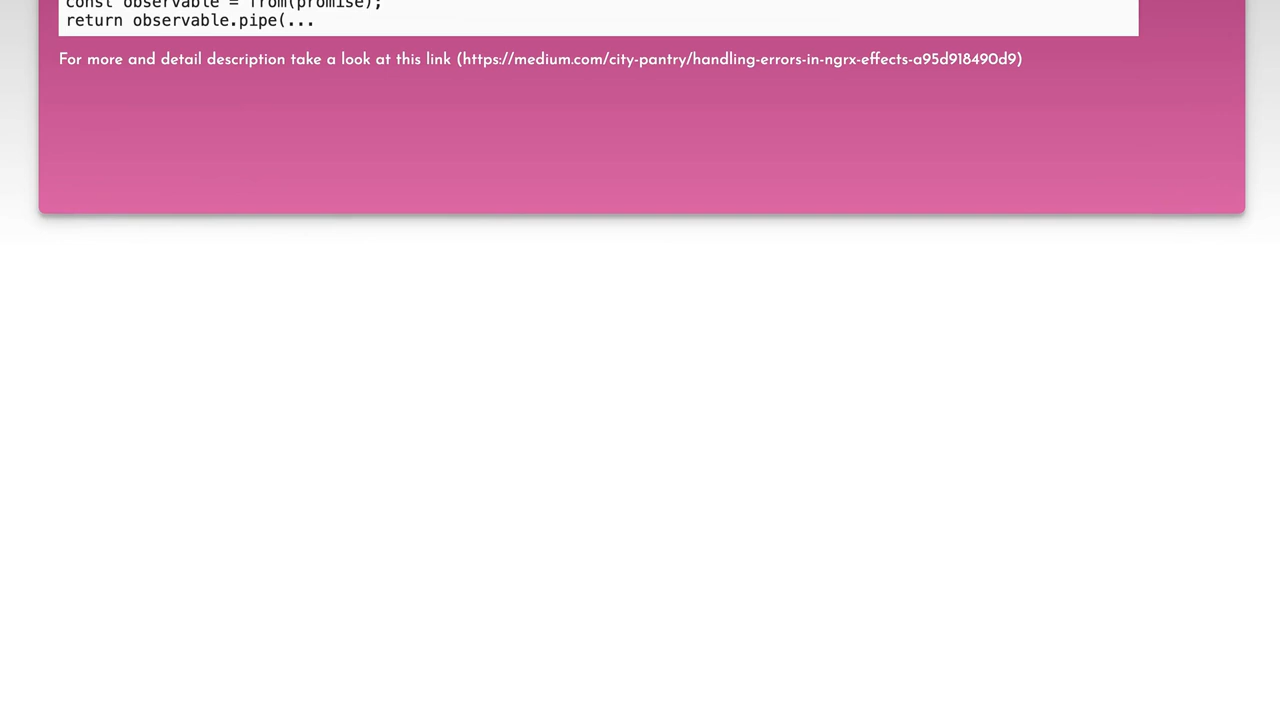 const observable = from(promise);
return observable.pipe(...
For more and detail description take a look at this link (https://medium.com/city-pantry/handling-errors-in-ngrx-effects-a95d918490d9)